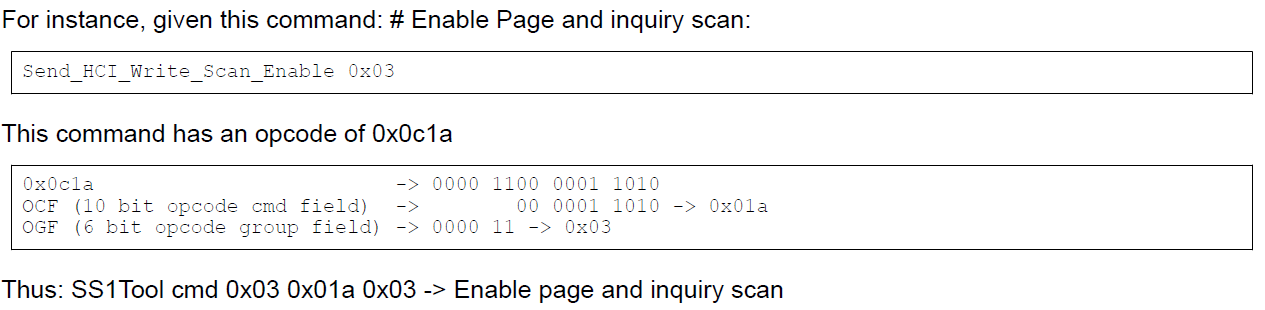 For instance, given this command: # Enable Page and inquiry scan:
Send_HCI_Write_Scan_Enable 0x03
This command has an opcode of 0x0c1a
0x0c1a -> 0000 1100 0001 1010
OCF (10 bit opcode cmd field) -> 00 0001 1010 -> 0x01a
OGF (6 bit opcode group field) -> 0000 11 -> 0x03
Thus: SS1Tool cmd 0x03 0x01a 0x03 -> Enable page and inquiry scan